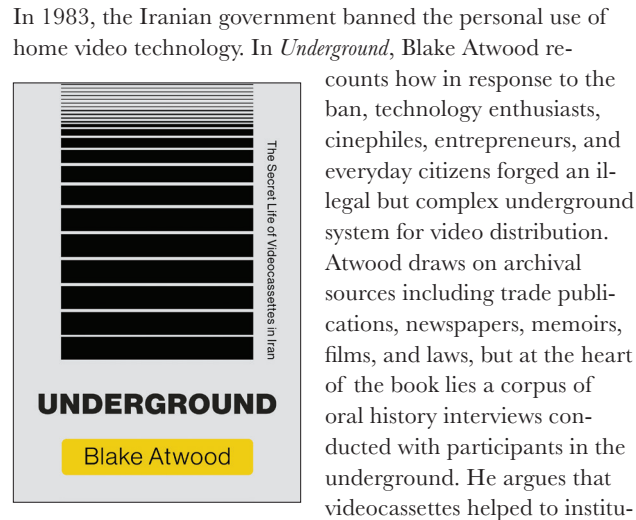 In 1983, the Iranian government banned the personal use of
home video technology. In Underground, Blake Atwood re-
counts how in response to the
ban, technology enthusiasts,
cinephiles, entrepreneurs, and
everyday citizens forged an il-
legal but complex underground
system for video distribution.
Atwood draws on archival
sources including trade publi-
cations, newspapers, memoirs,
films, and laws, but at the heart
of the book lies a corpus of
oral history interviews con-
ducted with participants in the
underground. He argues that
videocassettes helped to institu-
The Secret Life of Videocassettes in Iran
UNDERGROUND
Blake Atwood